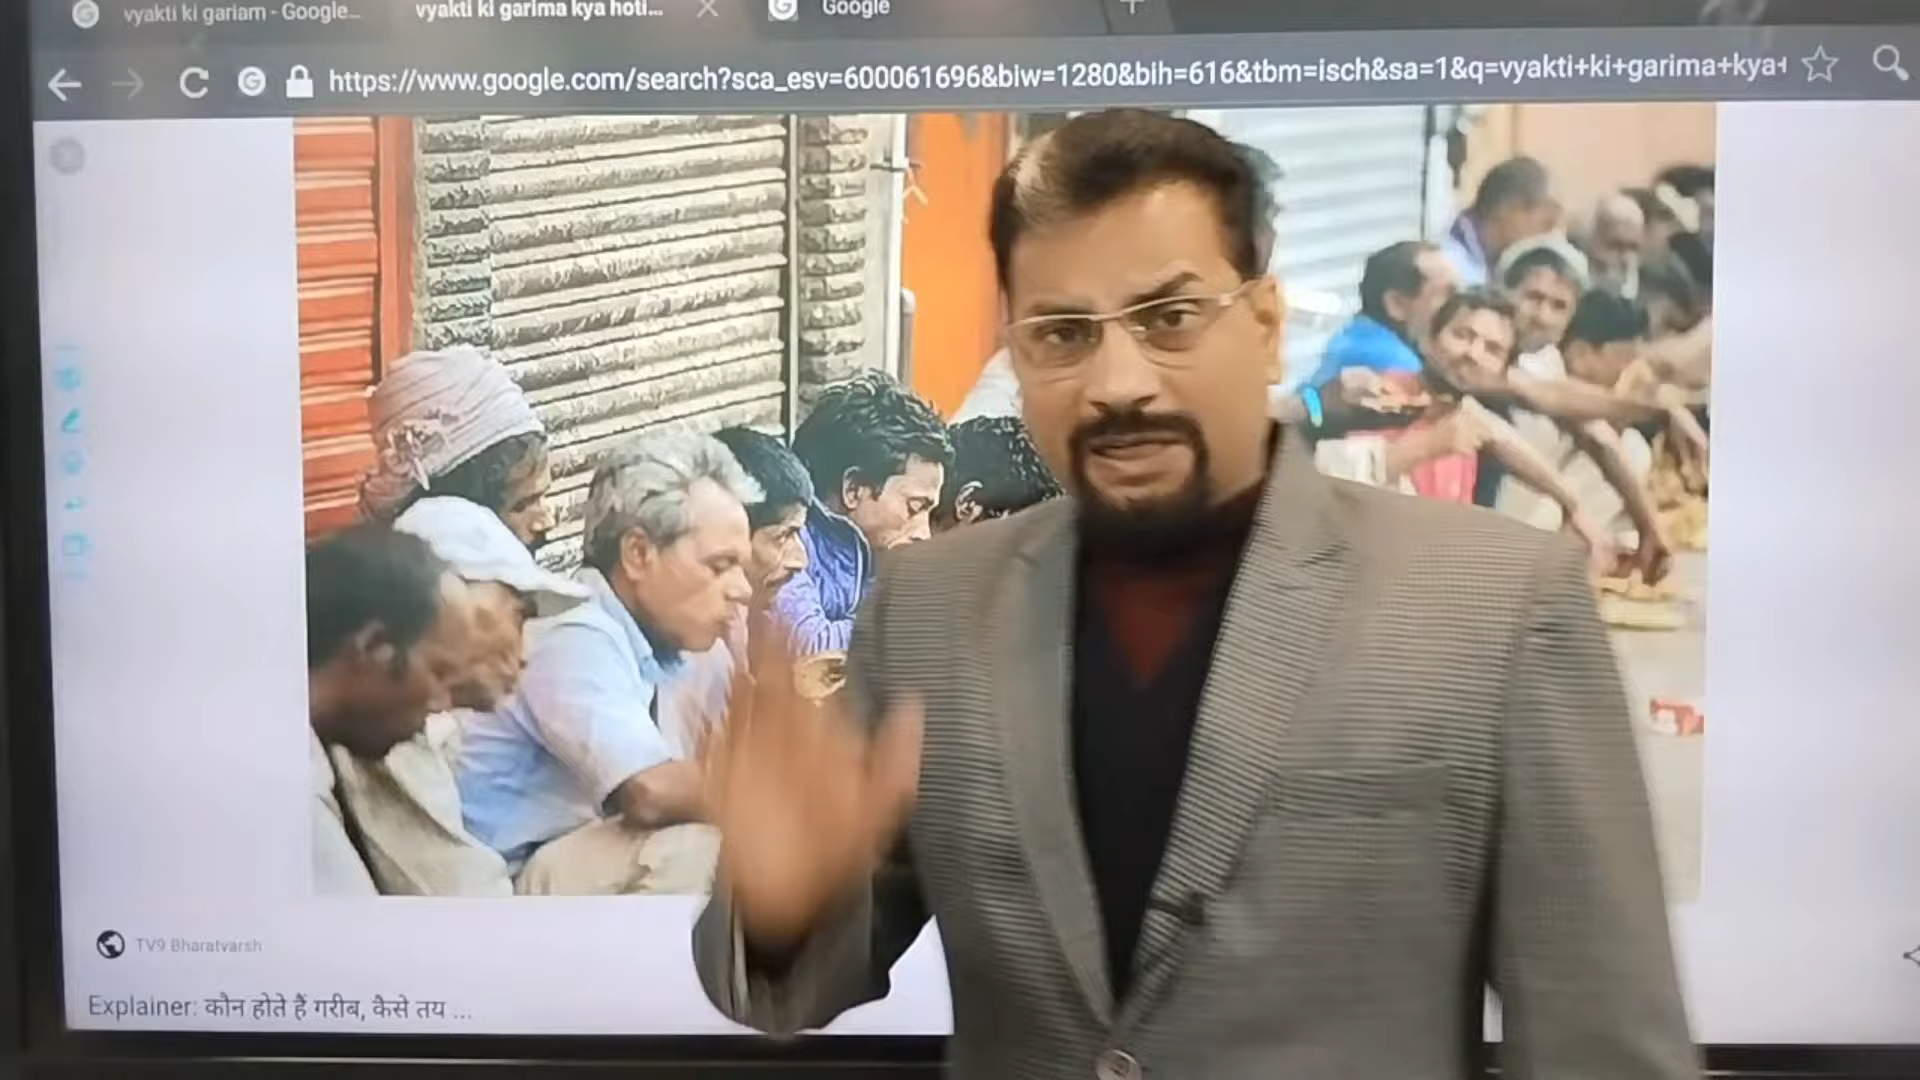 vyakti ki gariam - Google...
vyakti ki garima kya hoti...
Google
https://www.google.com/search?sca_esv=600061696&biw=1280&bih=616&tbm=isch&sa=1&q=vyakti+ki+garima+kya+
TV9 Bharatvarsh
Explainer: कौन होते हैं गरीब, कैसे तय ...